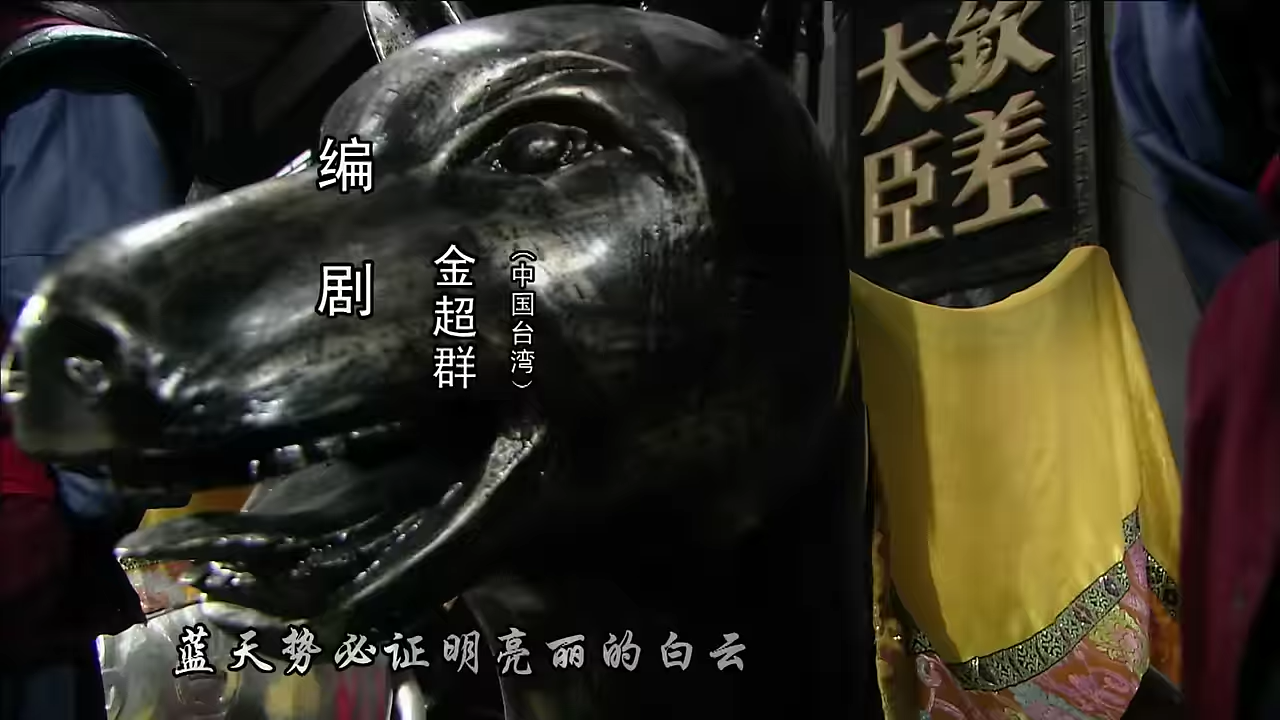 欽差
大臣
编剧
金超群
（中国台湾）
蓝天势必证明亮丽的白云